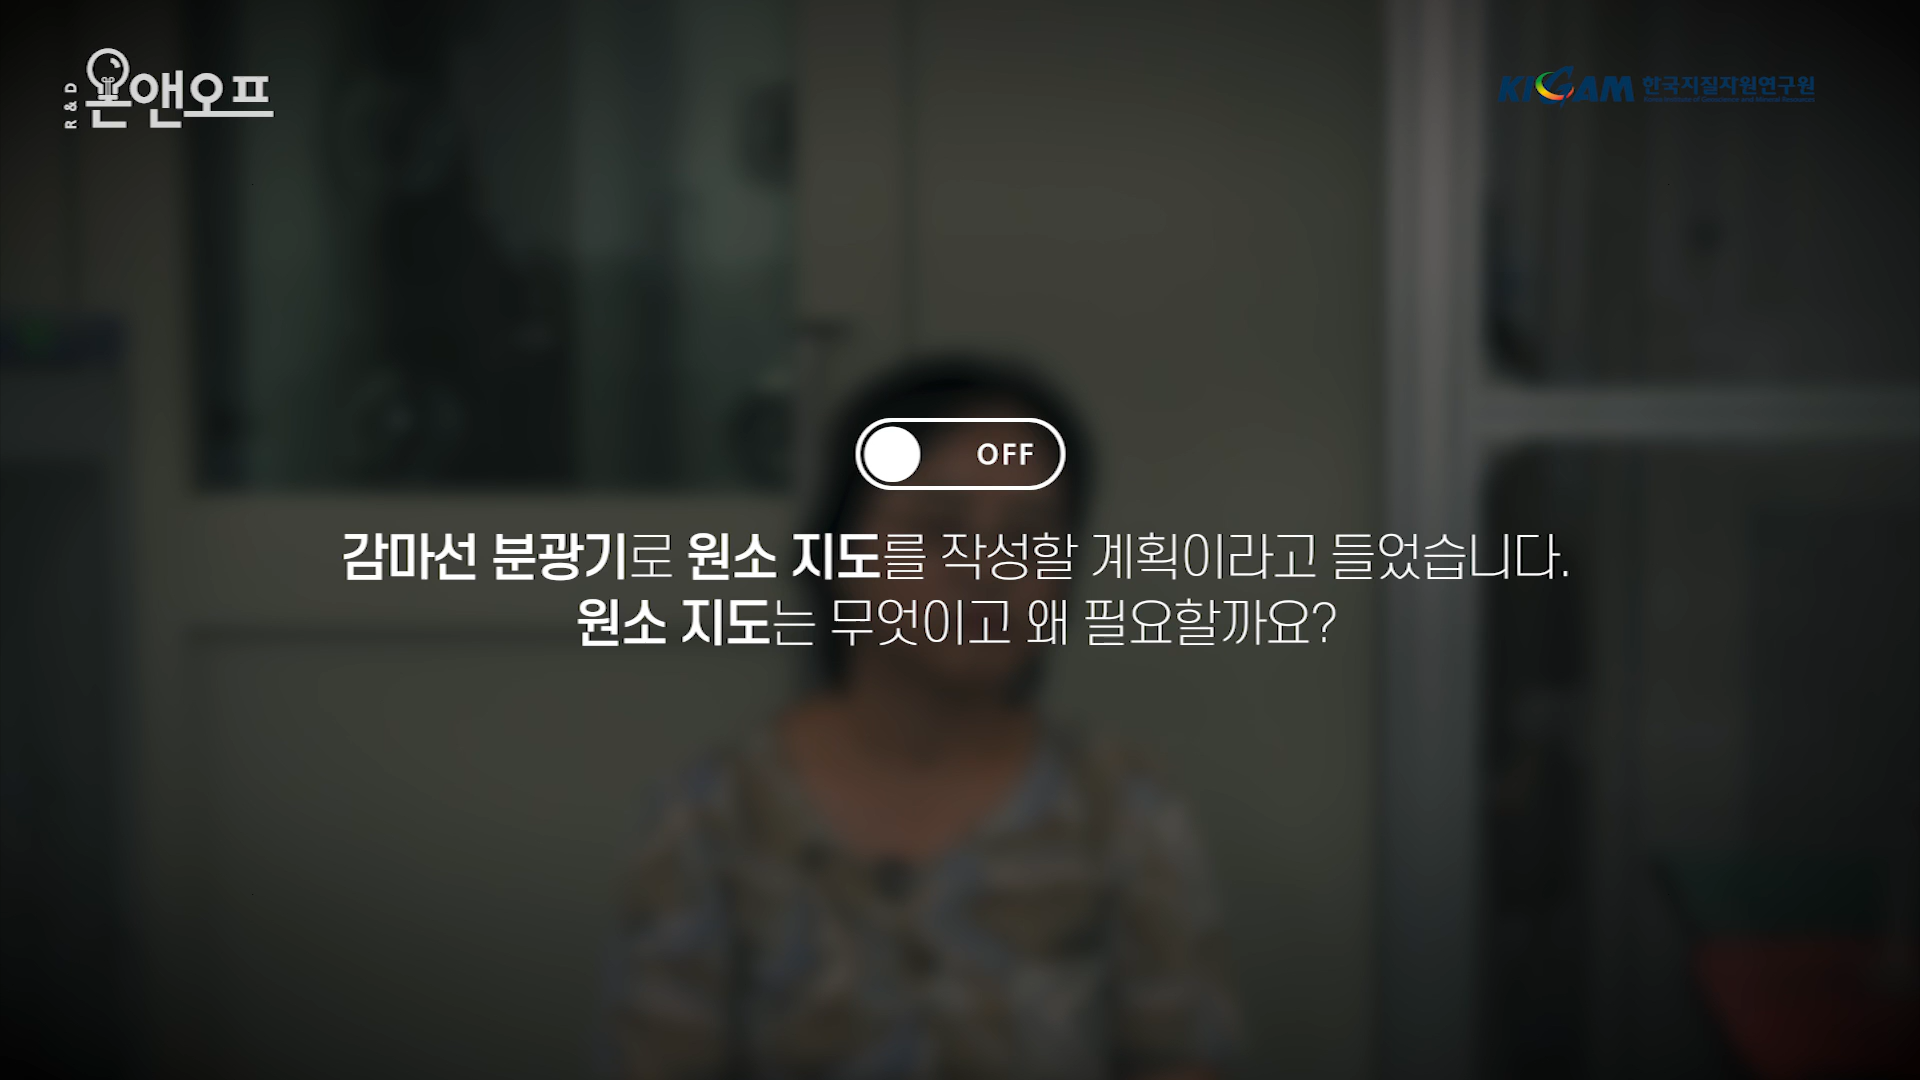 R & D
온앤오프
KIGAM 한국지질자원연구원
OFF
감마선 분광기로 원소 지도를 작성할 계획이라고 들었습니다.
원소 지도는 무엇이고 왜 필요할까요?